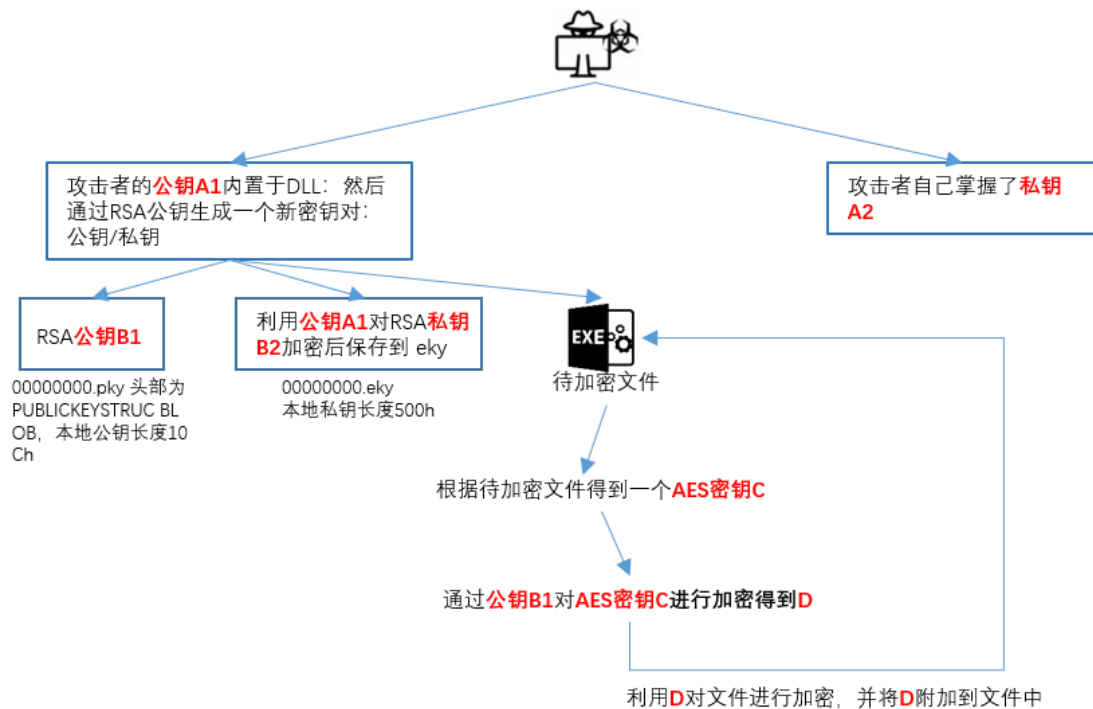 攻击者的公钥A1内置于DLL：然后
通过RSA公钥生成一个新密钥对：
公钥/私钥
攻击者自己掌握了私钥
A2
RSA公钥B1
利用公钥A1对RSA私钥
B2加密后保存到 eky
EXE
待加密文件
00000000.pky 头部为
PUBLICKEYSTRUC BL
OB，本地公钥长度10
Ch
00000000.eky
本地私钥长度500h
根据待加密文件得到一个AES密钥C
通过公钥B1对AES密钥C进行加密得到D
利用D对文件进行加密，并将D附加到文件中